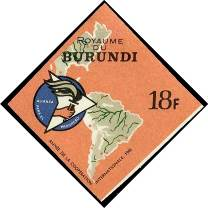 ROYAUME
DU
BURUNDI
18F
ANNÉE DE LA COOPÉRATION
INTERNATIONALE 1965